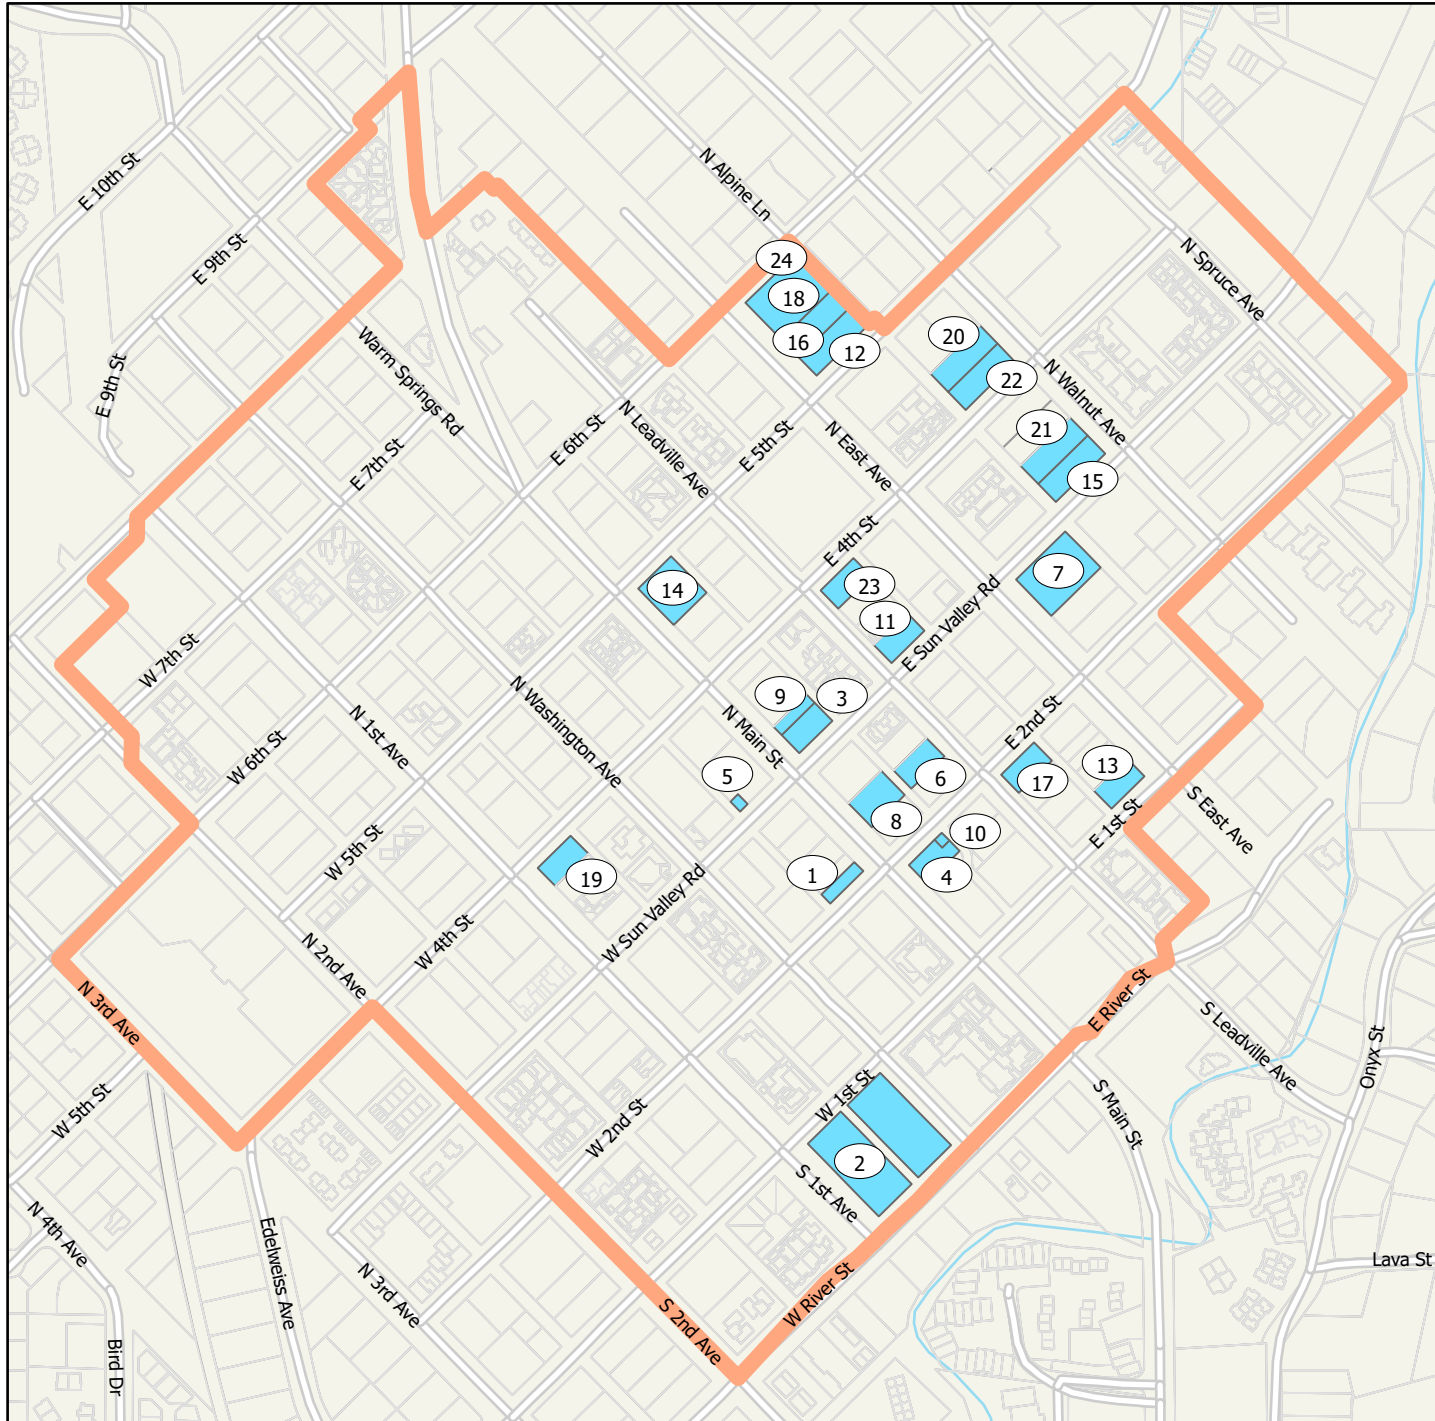 N Alpine Ln
E 10th St
E 9th St
N Spruce Ave
24
18
16
12
20
22
E 9th St
Warm Springs Rd
N Walnut Ave
N Leadville Ave
E 6th St
E 5th St
N East Ave
21
15
E 7th St
E 4th St
7
14
23
11
E Sun Valley Rd
W 7th St
9
3
N Washington Ave
N 1st Ave
N Main St
E 2nd St
W 6th St
5
6
17
13
S East Ave
8
10
E 1st St
W 5th St
19
1
4
W Sun Valley Rd
W 4th St
N 2nd Ave
N 3rd Ave
E River St
S Leadville Ave
Onyx St
W 5th St
W 1st St
W 2nd St
S Main St
2
S 1st Ave
N 4th Ave
Edelweiss Ave
N 3rd Ave
W River St
Lava St
S 2nd Ave
Bird Dr